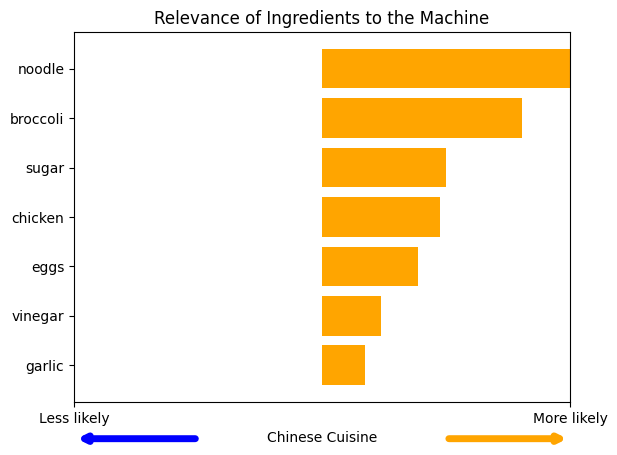 Relevance of Ingredients to the Machine
noodle
broccoli
sugar
chicken
eggs
vinegar
garlic
Less likely
More likely
Chinese Cuisine